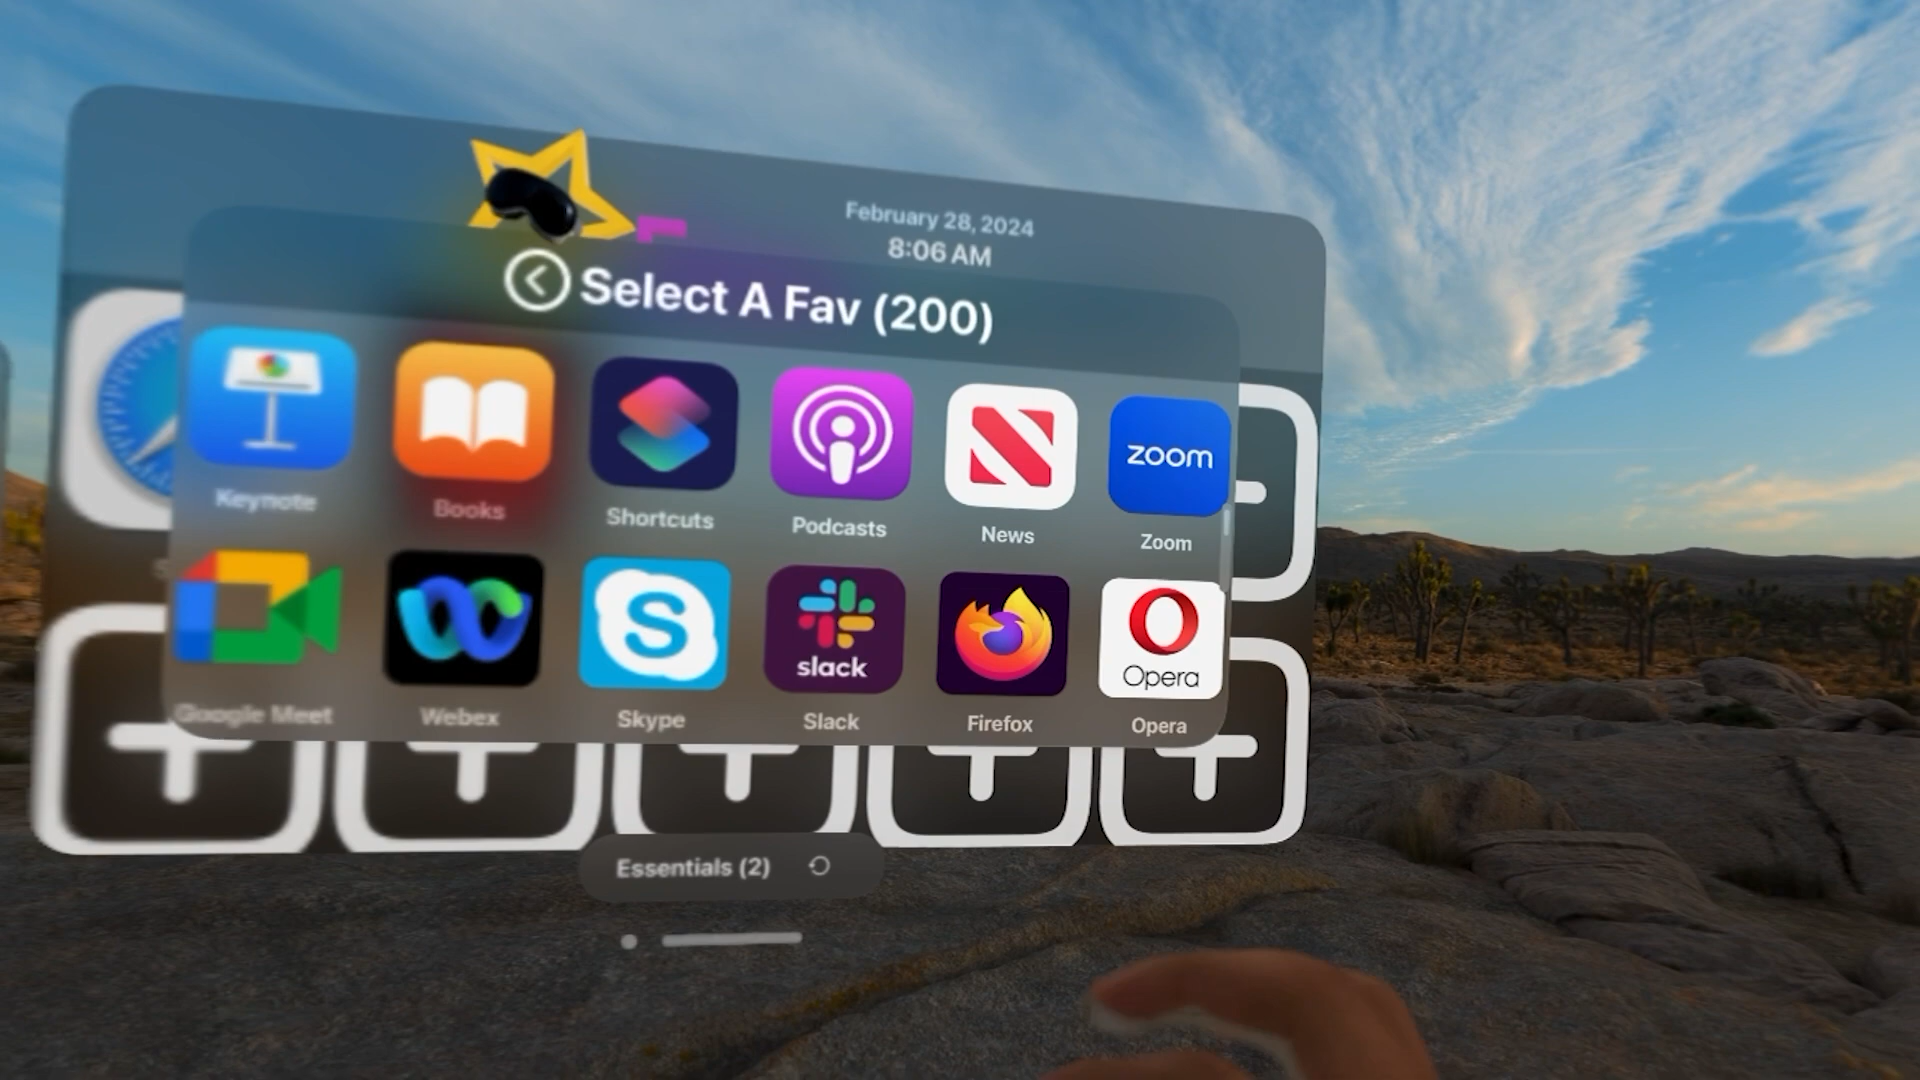 February 28, 2024
8:06 AM
Select A Fav (200)
Keynote
Books
Shortcuts
Podcasts
News
zoom
Zoom
Google Meet
Webex
Skype
slack
Slack
Firefox
Opera
Opera
Essentials (2)